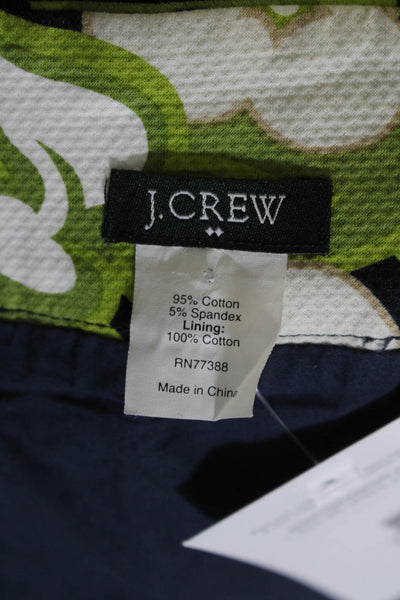 J.CREW
95% Cotton
5% Spandex
Lining:
100% Cotton
RN77388
Made in China